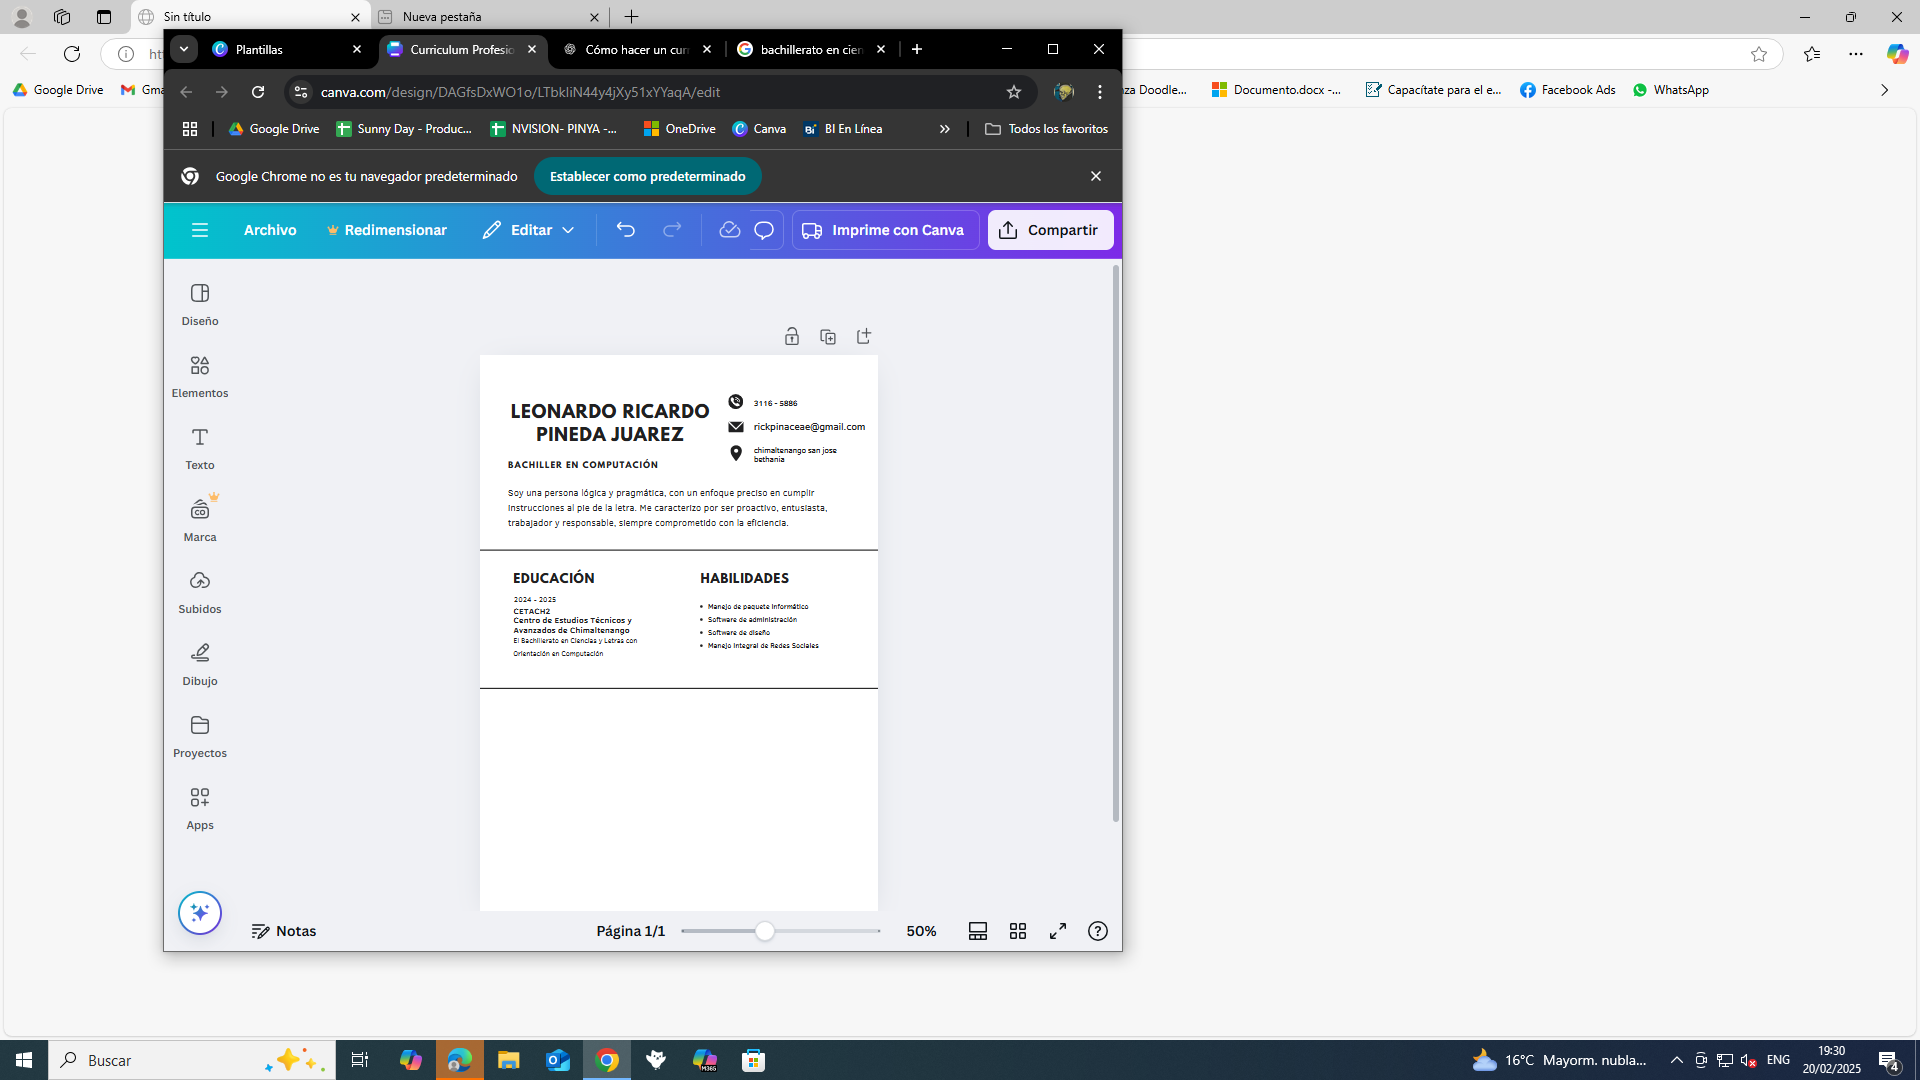 Sin título
Nueva pestaña
Plantillas
Curriculum Profesio
Cómo hacer un curr
bachillerato en cien
canva.com/design/DAGfsDxWO1o/LTbkIiN44y4jXy51xYYaqA/edit
Google Drive
Gma
Google Drive
Sunny Day - Produc...
NVISION- PINYA -...
OneDrive
Canva
BI En Línea
Todos los favoritos
nza Doodle...
Documento.docx -...
Capacítate para el e...
Facebook Ads
WhatsApp
Google Chrome no es tu navegador predeterminado
Establecer como predeterminado
Archivo
Redimensionar
Editar
Imprime con Canva
Compartir
Diseño
Elementos
Texto
Marca
Subidos
Dibujo
Proyectos
Apps
LEONARDO RICARDO
PINEDA JUAREZ
BACHILLER EN COMPUTACIÓN
3116 - 5886
rickpinaceae@gmail.com
chimaltenango san jose
bethania
Soy una persona lógica y pragmática, con un enfoque preciso en cumplir
instrucciones al pie de la letra. Me caracterizo por ser proactivo, entusiasta,
trabajador y responsable, siempre comprometido con la eficiencia.
EDUCACIÓN
2024 - 2025
CETACH2
Centro de Estudios Técnicos y
Avanzados de Chimaltenango
El Bachillerato en Ciencias y Letras con
Orientación en Computación
HABILIDADES
• Manejo de paquete informático
• Software de administración
• Software de diseño
• Manejo Integral de Redes Sociales
Notas
Página 1/1
50%
Buscar
16°C Mayorm. nubla...
ENG
19:30
20/02/2025
4